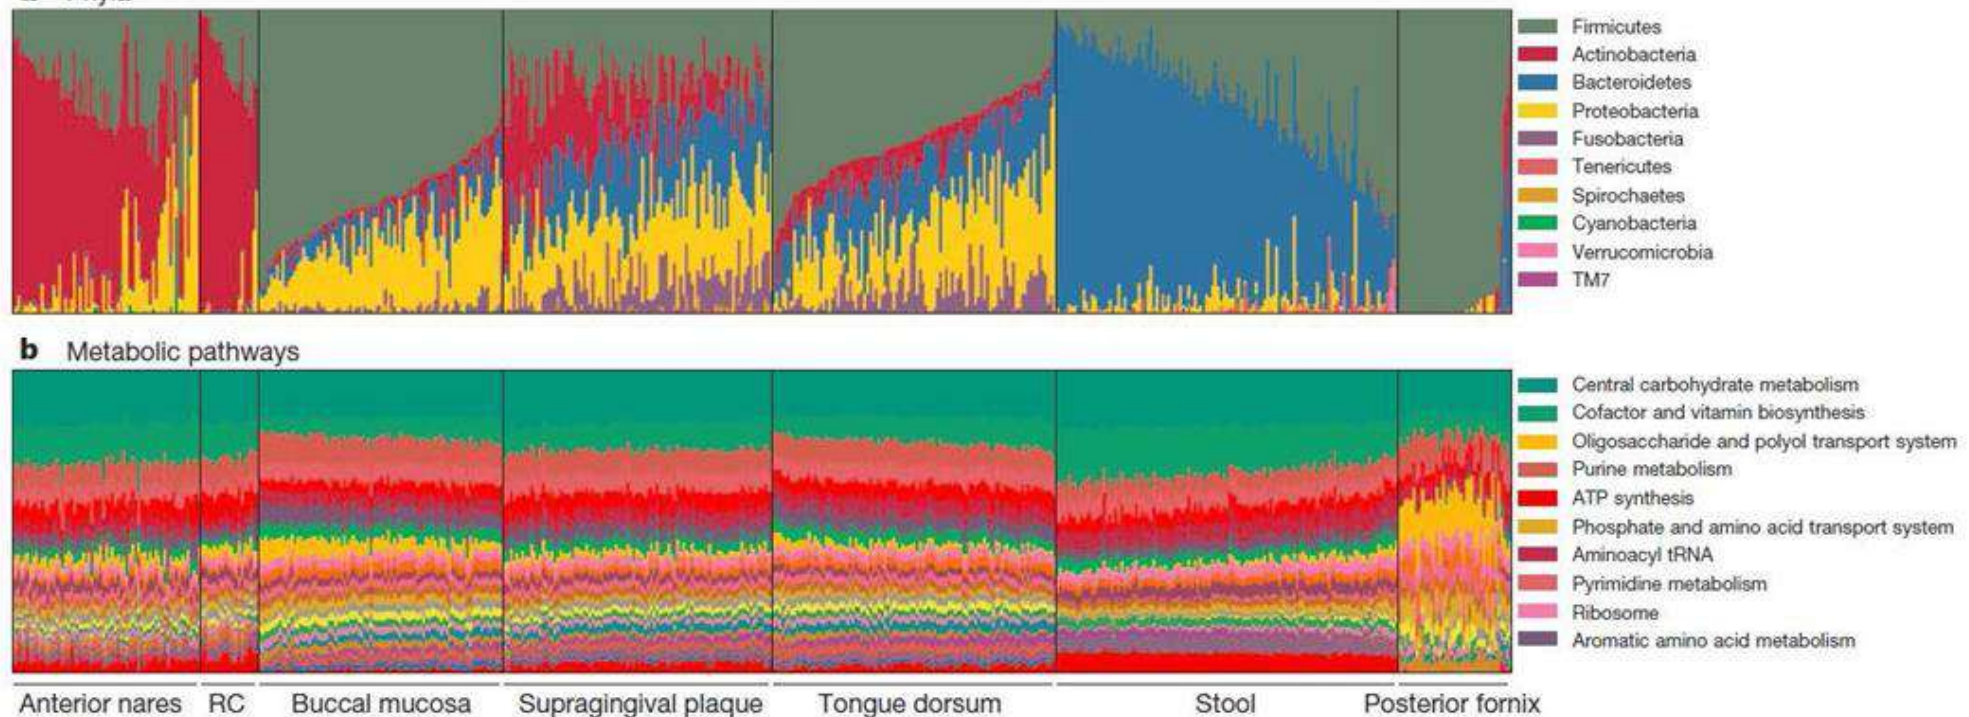 Firmicutes
Actinobacteria
Bacteroidetes
Proteobacteria
Fusobacteria
Tenericutes
Spirochaetes
Cyanobacteria
Verrucomicrobia
TM7
b Metabolic pathways
Central carbohydrate metabolism
Cofactor and vitamin biosynthesis
Oligosaccharide and polyol transport system
Purine metabolism
ATP synthesis
Phosphate and amino acid transport system
Aminoacyl tRNA
Pyrimidine metabolism
Ribosome
Aromatic amino acid metabolism
Anterior nares RC Buccal mucosa Supragingival plaque Tongue dorsum Stool Posterior fornix